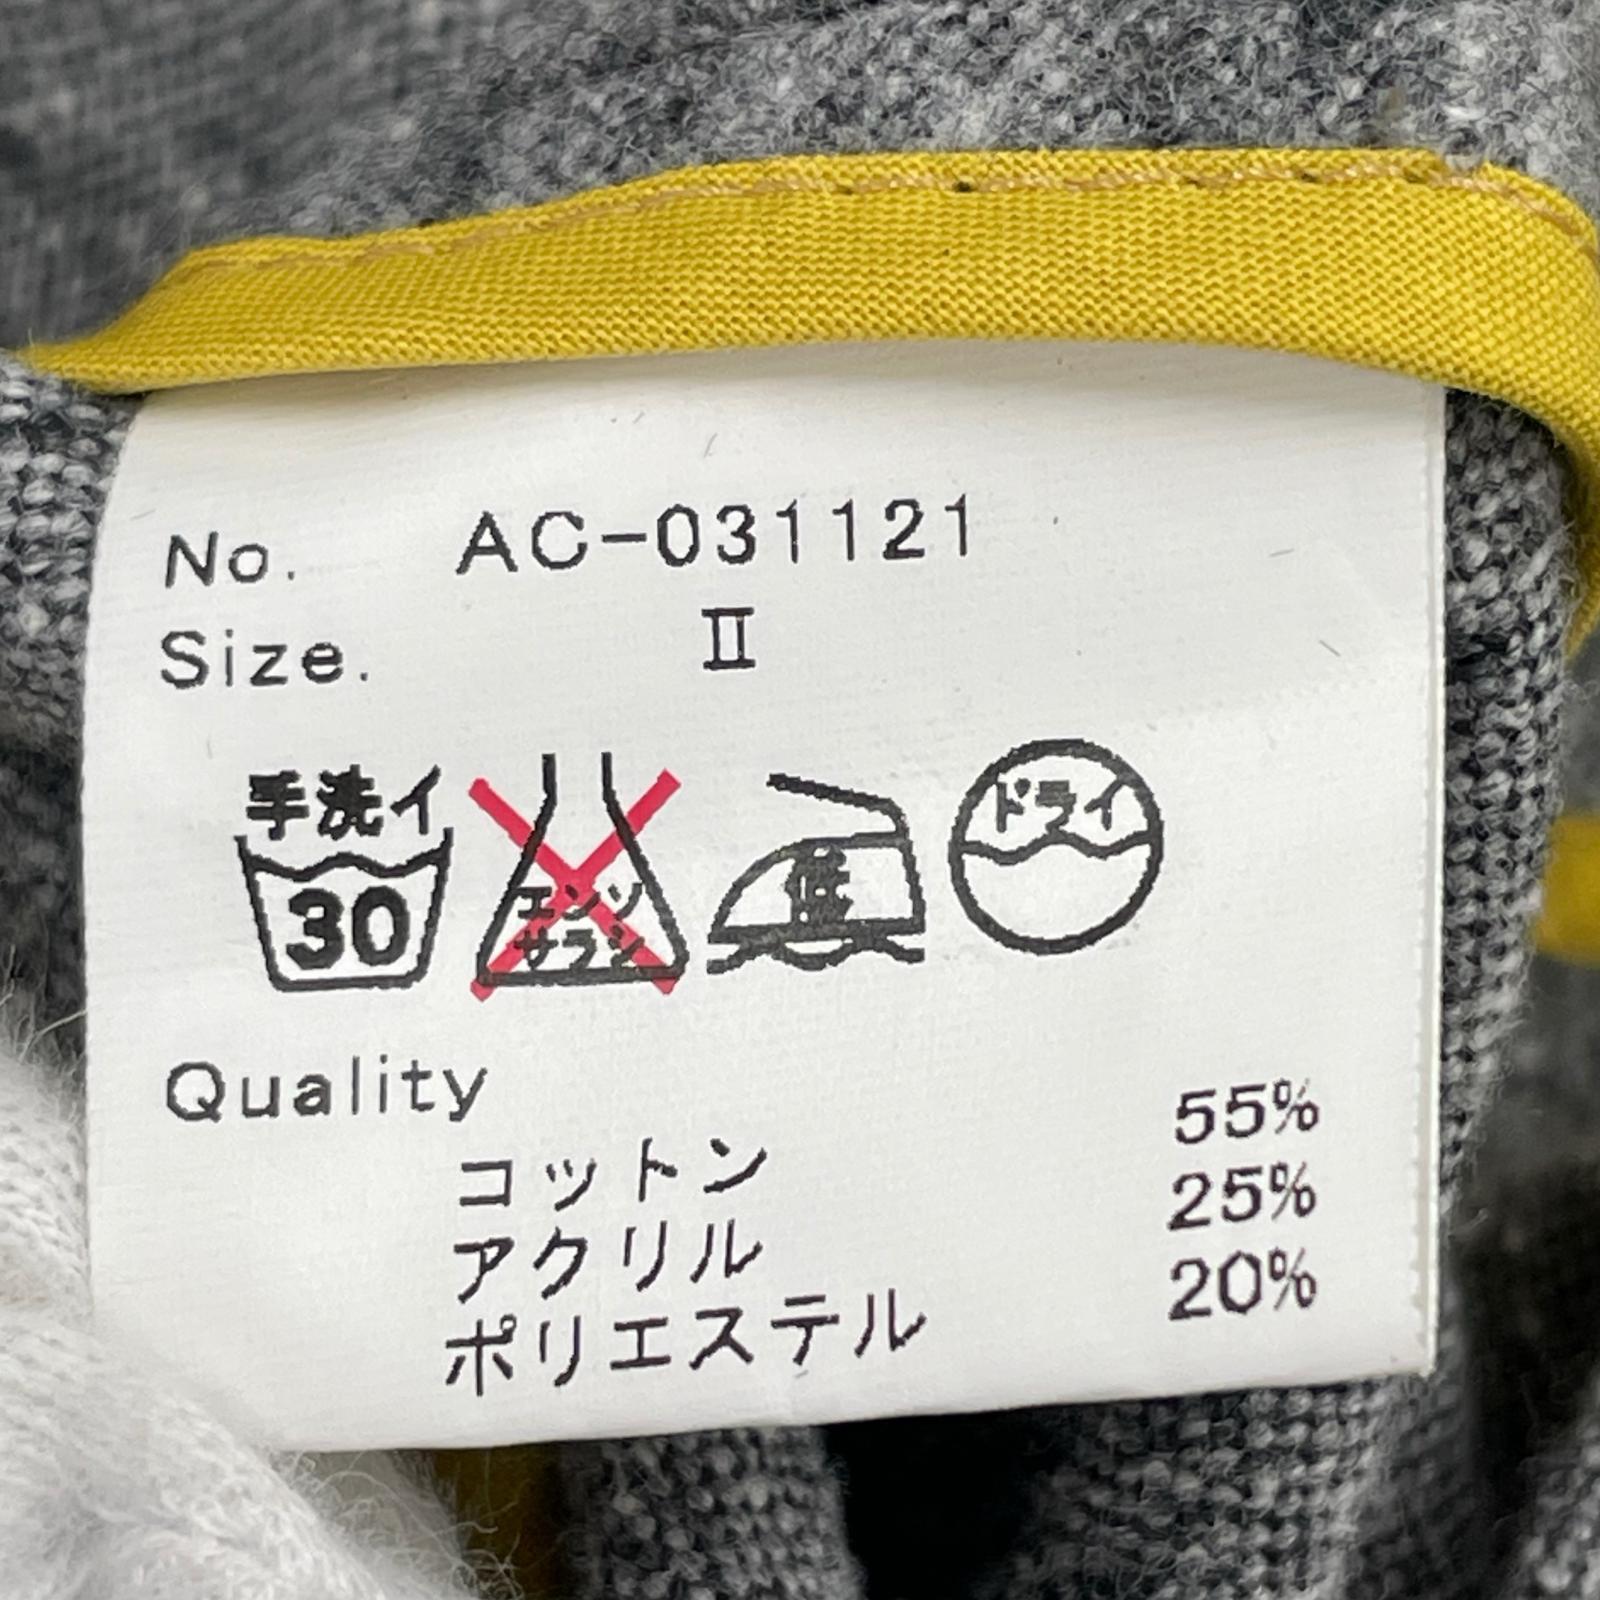 No. AC-031121
Size. Ⅱ
手洗イ
30
エンソ
サラシ
低
ドライ
Quality
コットン 55%
アクリル 25%
ポリエステル 20%